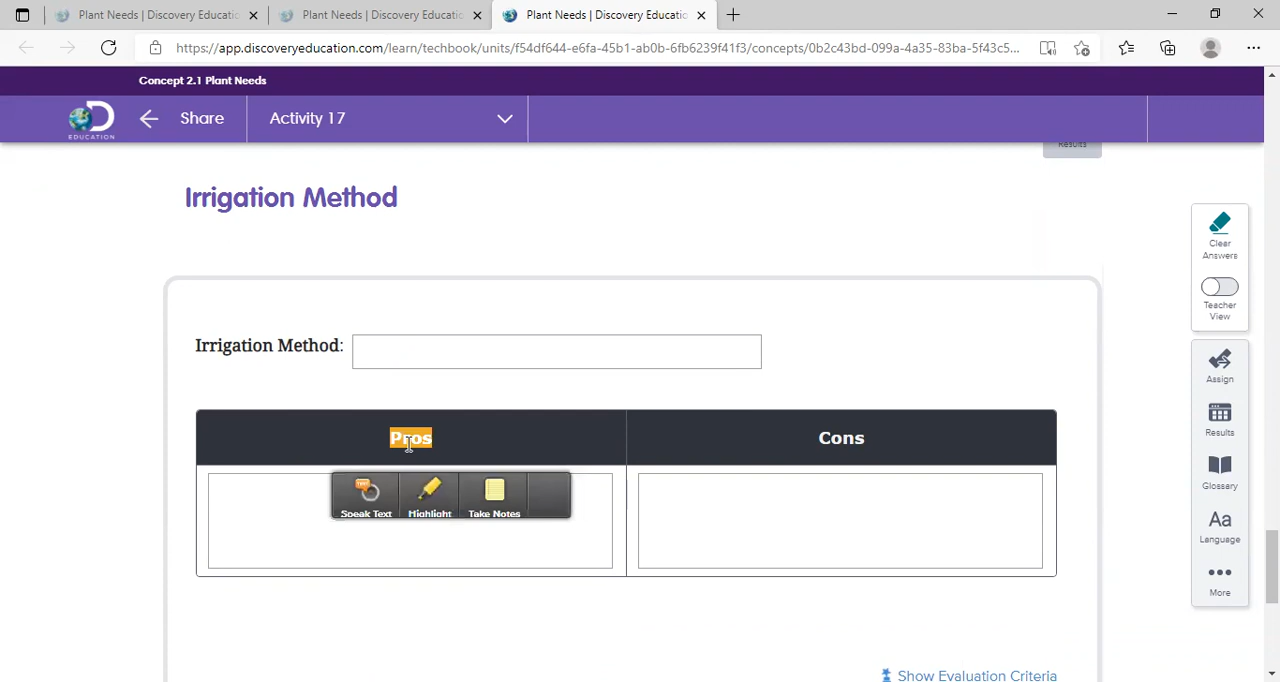 Plant Needs | Discovery Educatio
Plant Needs | Discovery Educatio
Plant Needs | Discovery Educatio
https://app.discoveryeducation.com/learn/techbook/units/f54df644-e6fa-45b1-ab0b-6fb6239f41f3/concepts/0b2c43bd-099a-4a35-83ba-5f43c5...
Concept 2.1 Plant Needs
EDUCATION
Share
Activity 17
Results
Irrigation Method
Clear
Answers
Teacher
View
Irrigation Method:
Assign
Pros
Cons
Results
Speak Text
Highlight
Take Notes
Glossary
Aa
Language
More
Show Evaluation Criteria